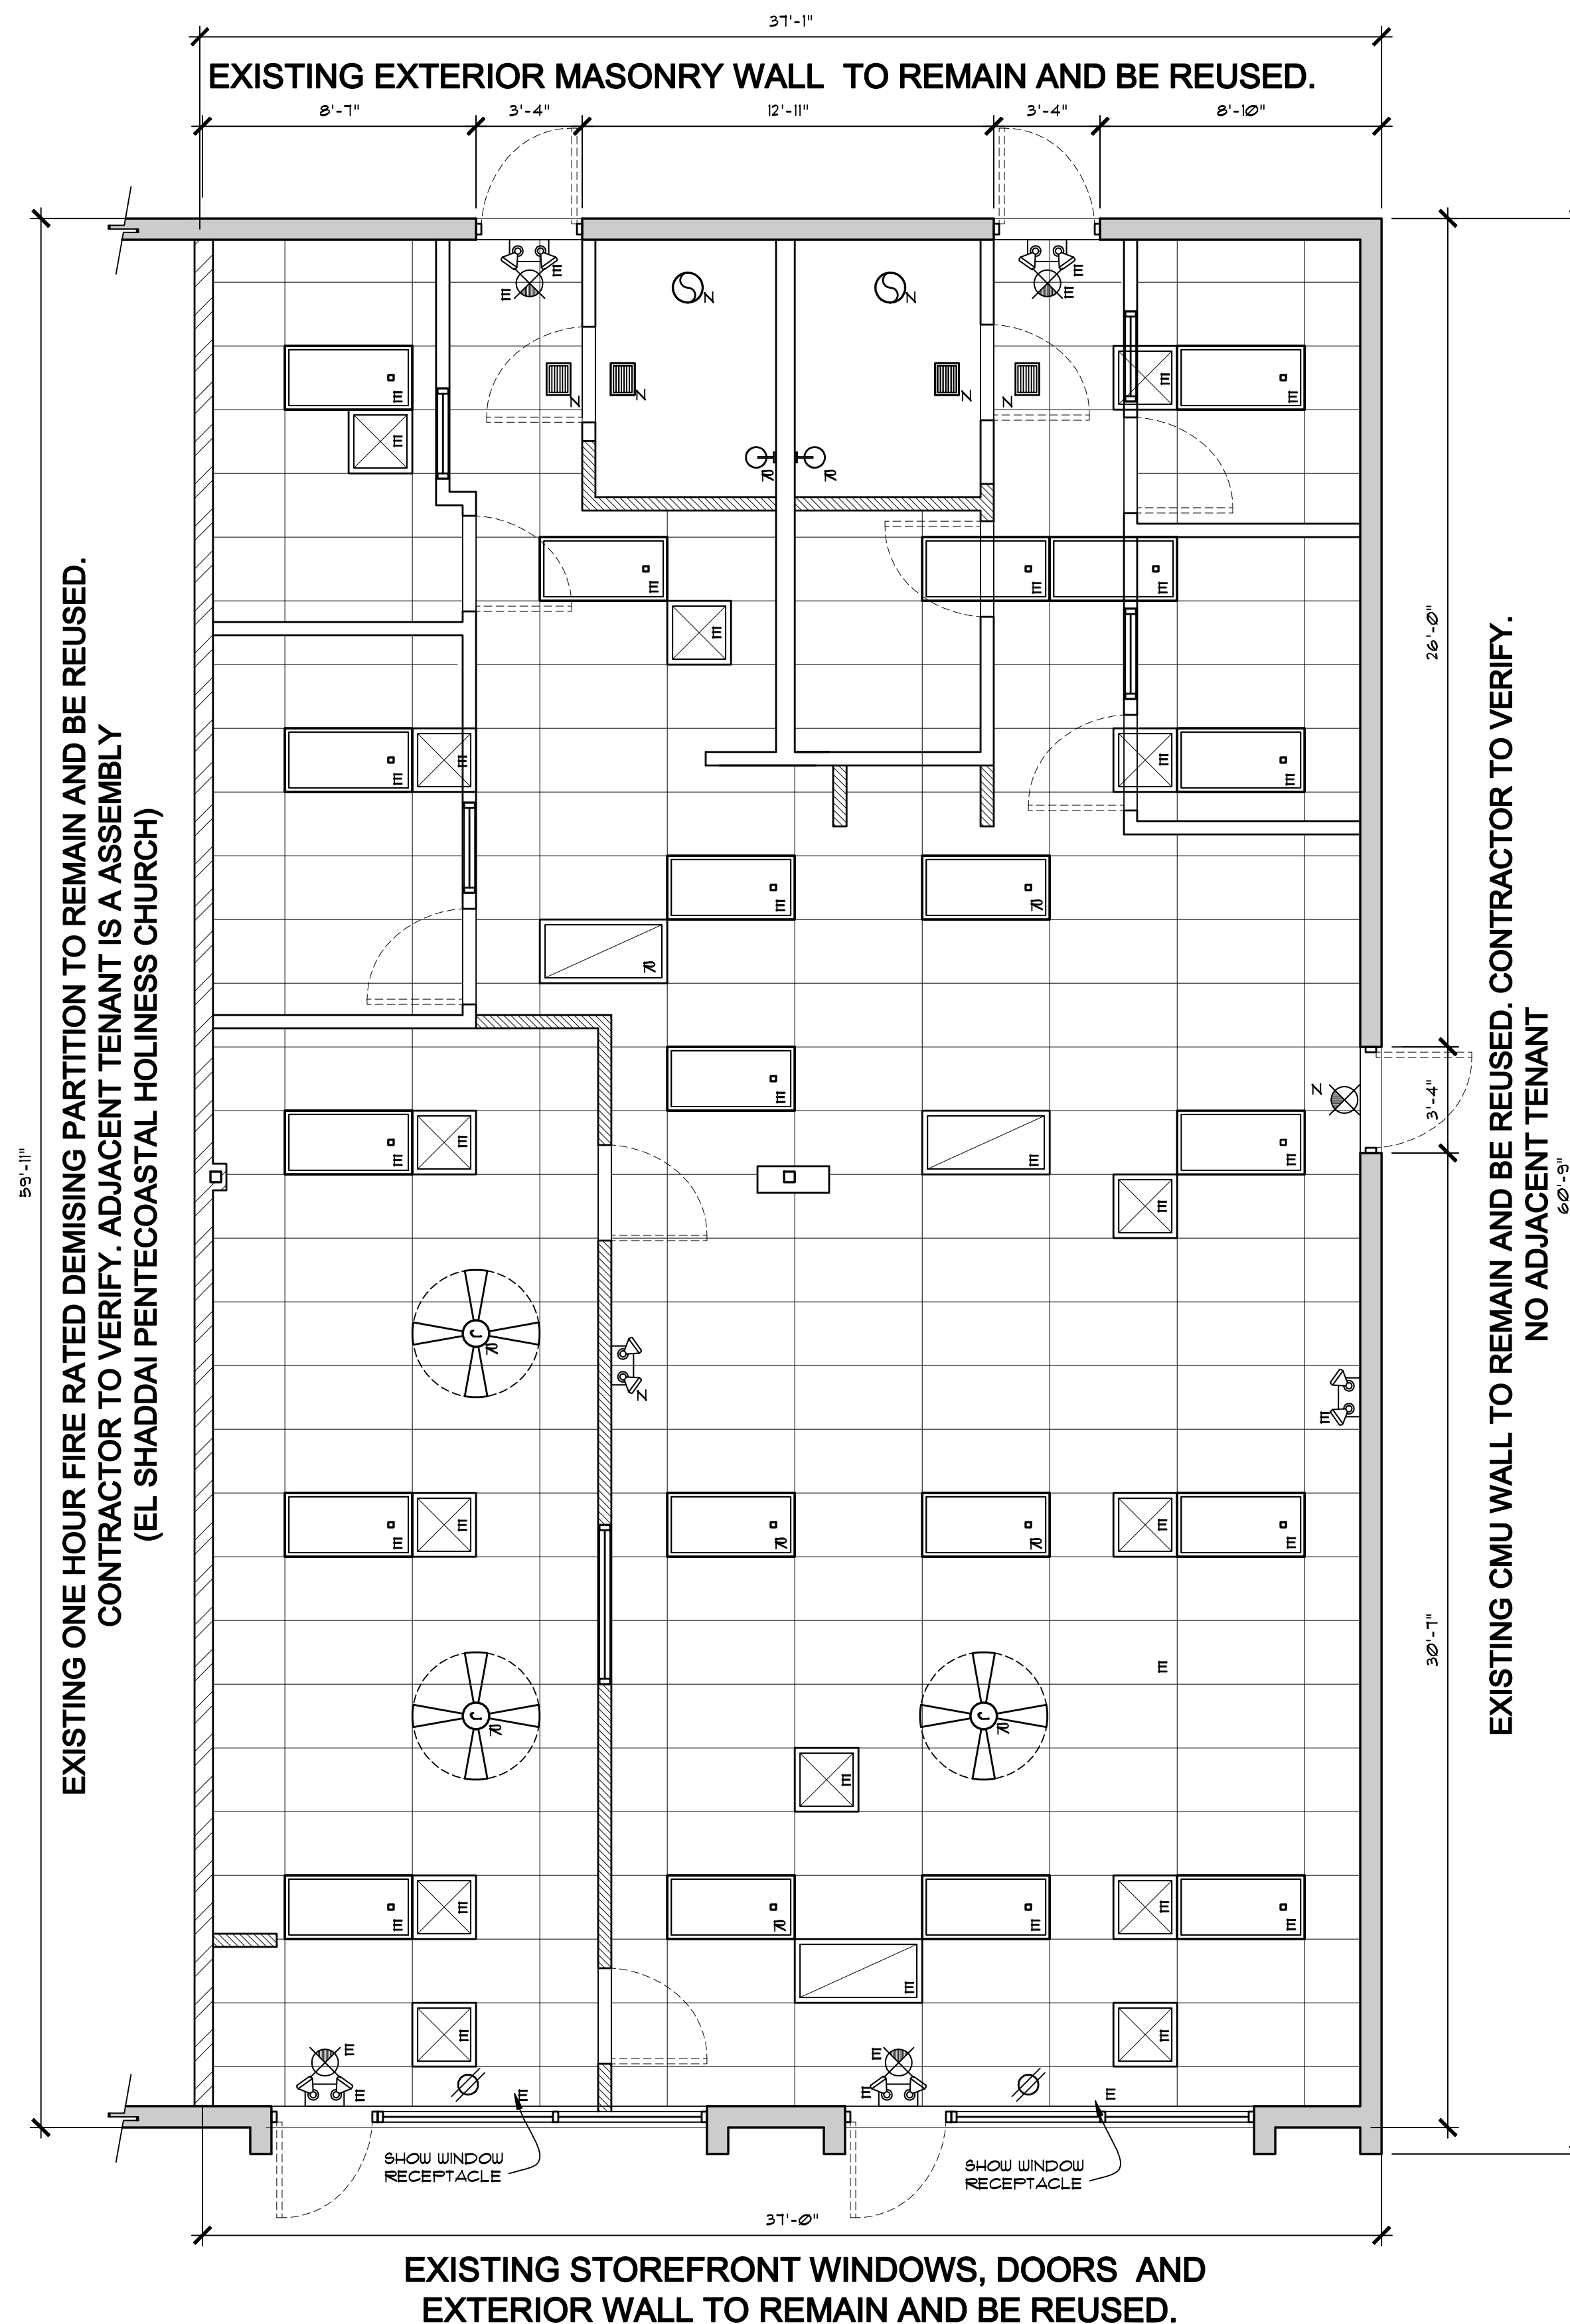 37'-1"
EXISTING EXTERIOR MASONRY WALL TO REMAIN AND BE REUSED.
8'-7"
3'-4"
12'-11"
3'-4"
8'-10"
EXISTING ONE HOUR FIRE RATED DEMISING PARTITION TO REMAIN AND BE REUSED.
CONTRACTOR TO VERIFY. ADJACENT TENANT IS A ASSEMBLY
(EL SHADDAI PENTECOASTAL HOLINESS CHURCH)
59'-11"
E
E
E
E
N
N
N
N
N
N
R
R
E
E
E
E
E
E
E
E
E
E
E
E
E
R
R
E
E
E
E
E
E
N
R
N
E
E
E
R
R
E
E
R
R
E
E
E
E
R
E
E
E
E
E
E
E
E
E
E
E
E
J
J
J
26'-0"
3'-4"
30'-7"
60'-9"
EXISTING CMU WALL TO REMAIN AND BE REUSED. CONTRACTOR TO VERIFY.
NO ADJACENT TENANT
SHOW WINDOW
RECEPTACLE
SHOW WINDOW
RECEPTACLE
37'-0"
EXISTING STOREFRONT WINDOWS, DOORS AND
EXTERIOR WALL TO REMAIN AND BE REUSED.